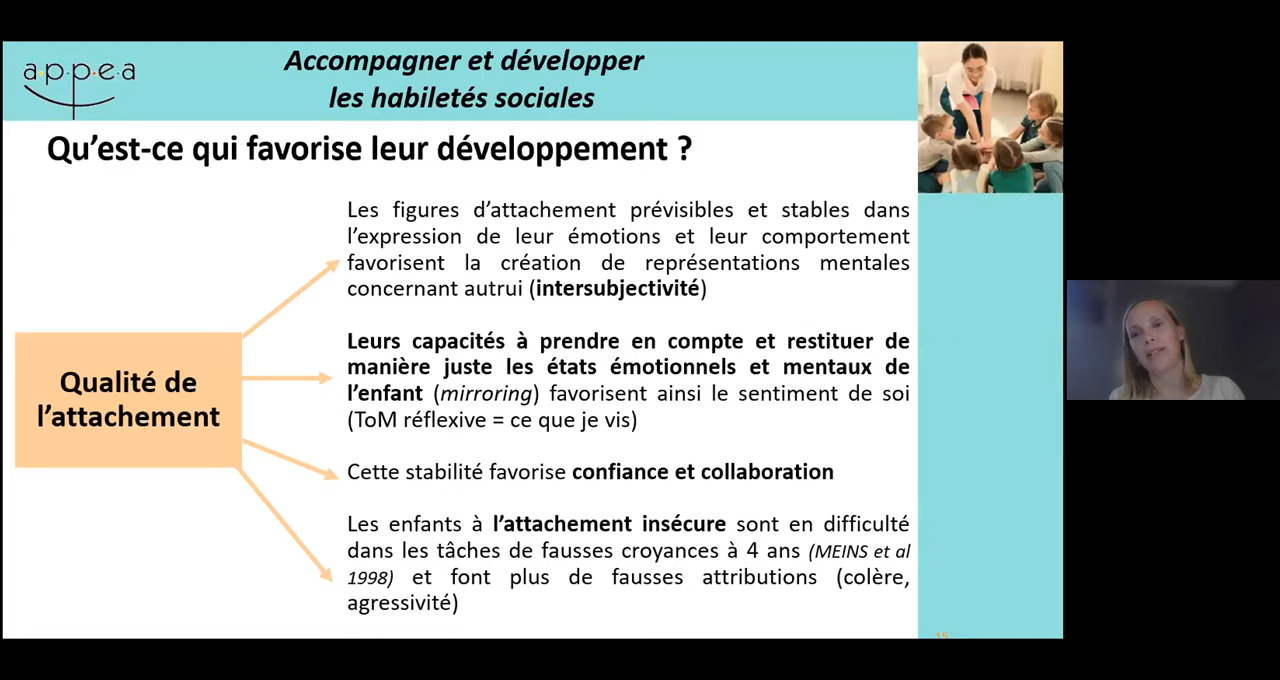 a·p·p·e·a
Accompagner et développer
les habiletés sociales
Qu'est-ce qui favorise leur développement ?
Les figures d'attachement prévisibles et stables dans
l'expression de leur émotions et leur comportement
favorisent la création de représentations mentales
concernant autrui (intersubjectivité)
Leurs capacités à prendre en compte et restituer de
manière juste les états émotionnels et mentaux de
l'enfant (mirroring) favorisent ainsi le sentiment de soi
(ToM réflexive = ce que je vis)
Qualité de
l'attachement
Cette stabilité favorise confiance et collaboration
Les enfants à l'attachement insécure sont en difficulté
dans les tâches de fausses croyances à 4 ans (MEINS et al
1998) et font plus de fausses attributions (colère,
agressivité)
15